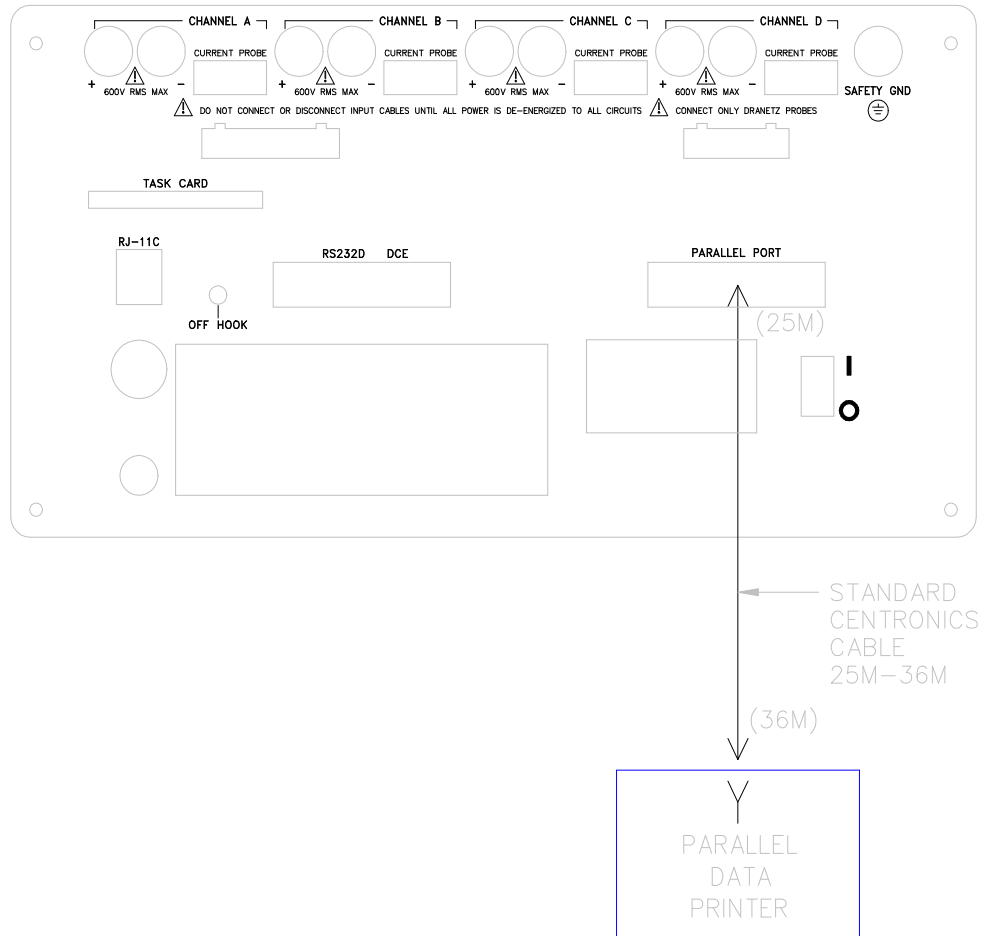 CHANNEL A CHANNEL B CHANNEL C CHANNEL D
CURRENT PROBE CURRENT PROBE CURRENT PROBE CURRENT PROBE
+ 600V RMS MAX - + 600V RMS MAX - + 600V RMS MAX - + 600V RMS MAX - SAFETY GND
DO NOT CONNECT OR DISCONNECT INPUT CABLES UNTIL ALL POWER IS DE-ENERGIZED TO ALL CIRCUITS CONNECT ONLY DRANETZ PROBES
TASK CARD
RJ-11C
RS232D DCE
PARALLEL PORT
OFF HOOK
(25M)
I
O
STANDARD
CENTRONICS
CABLE
25M-36M
(36M)
PARALLEL
DATA
PRINTER